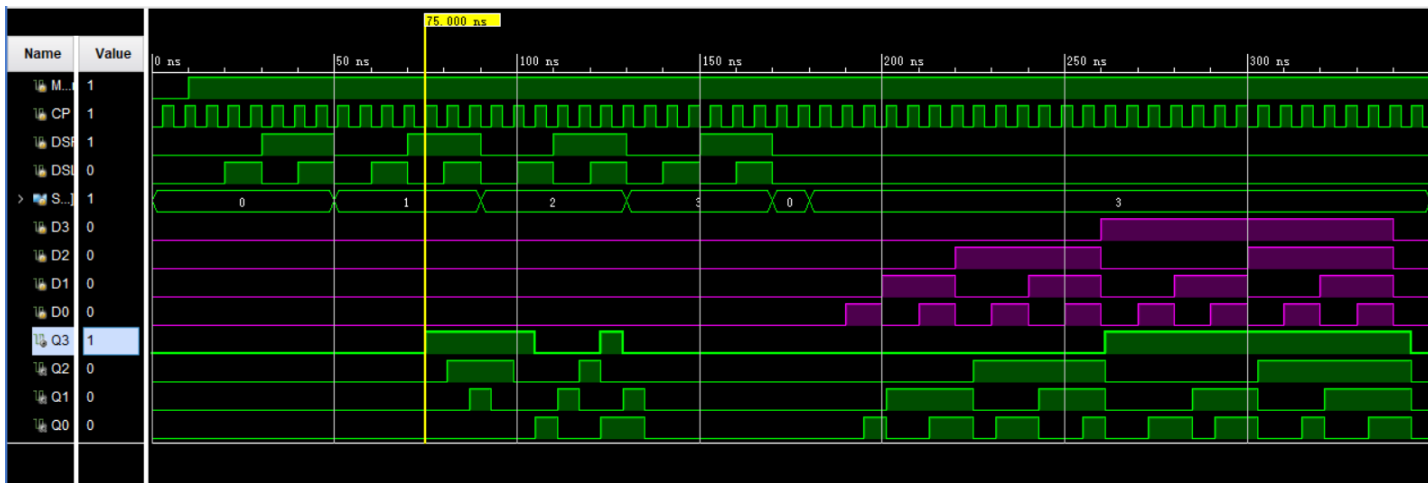 75.000 ns
Name Value
0 ns 50 ns 100 ns 150 ns 200 ns 250 ns 300 ns
M... 1
CP 1
DSF 1
DSL 0
S...] 1 0 1 2 3 0 3
D3 0
D2 0
D1 0
D0 0
Q3 1
Q2 0
Q1 0
Q0 0